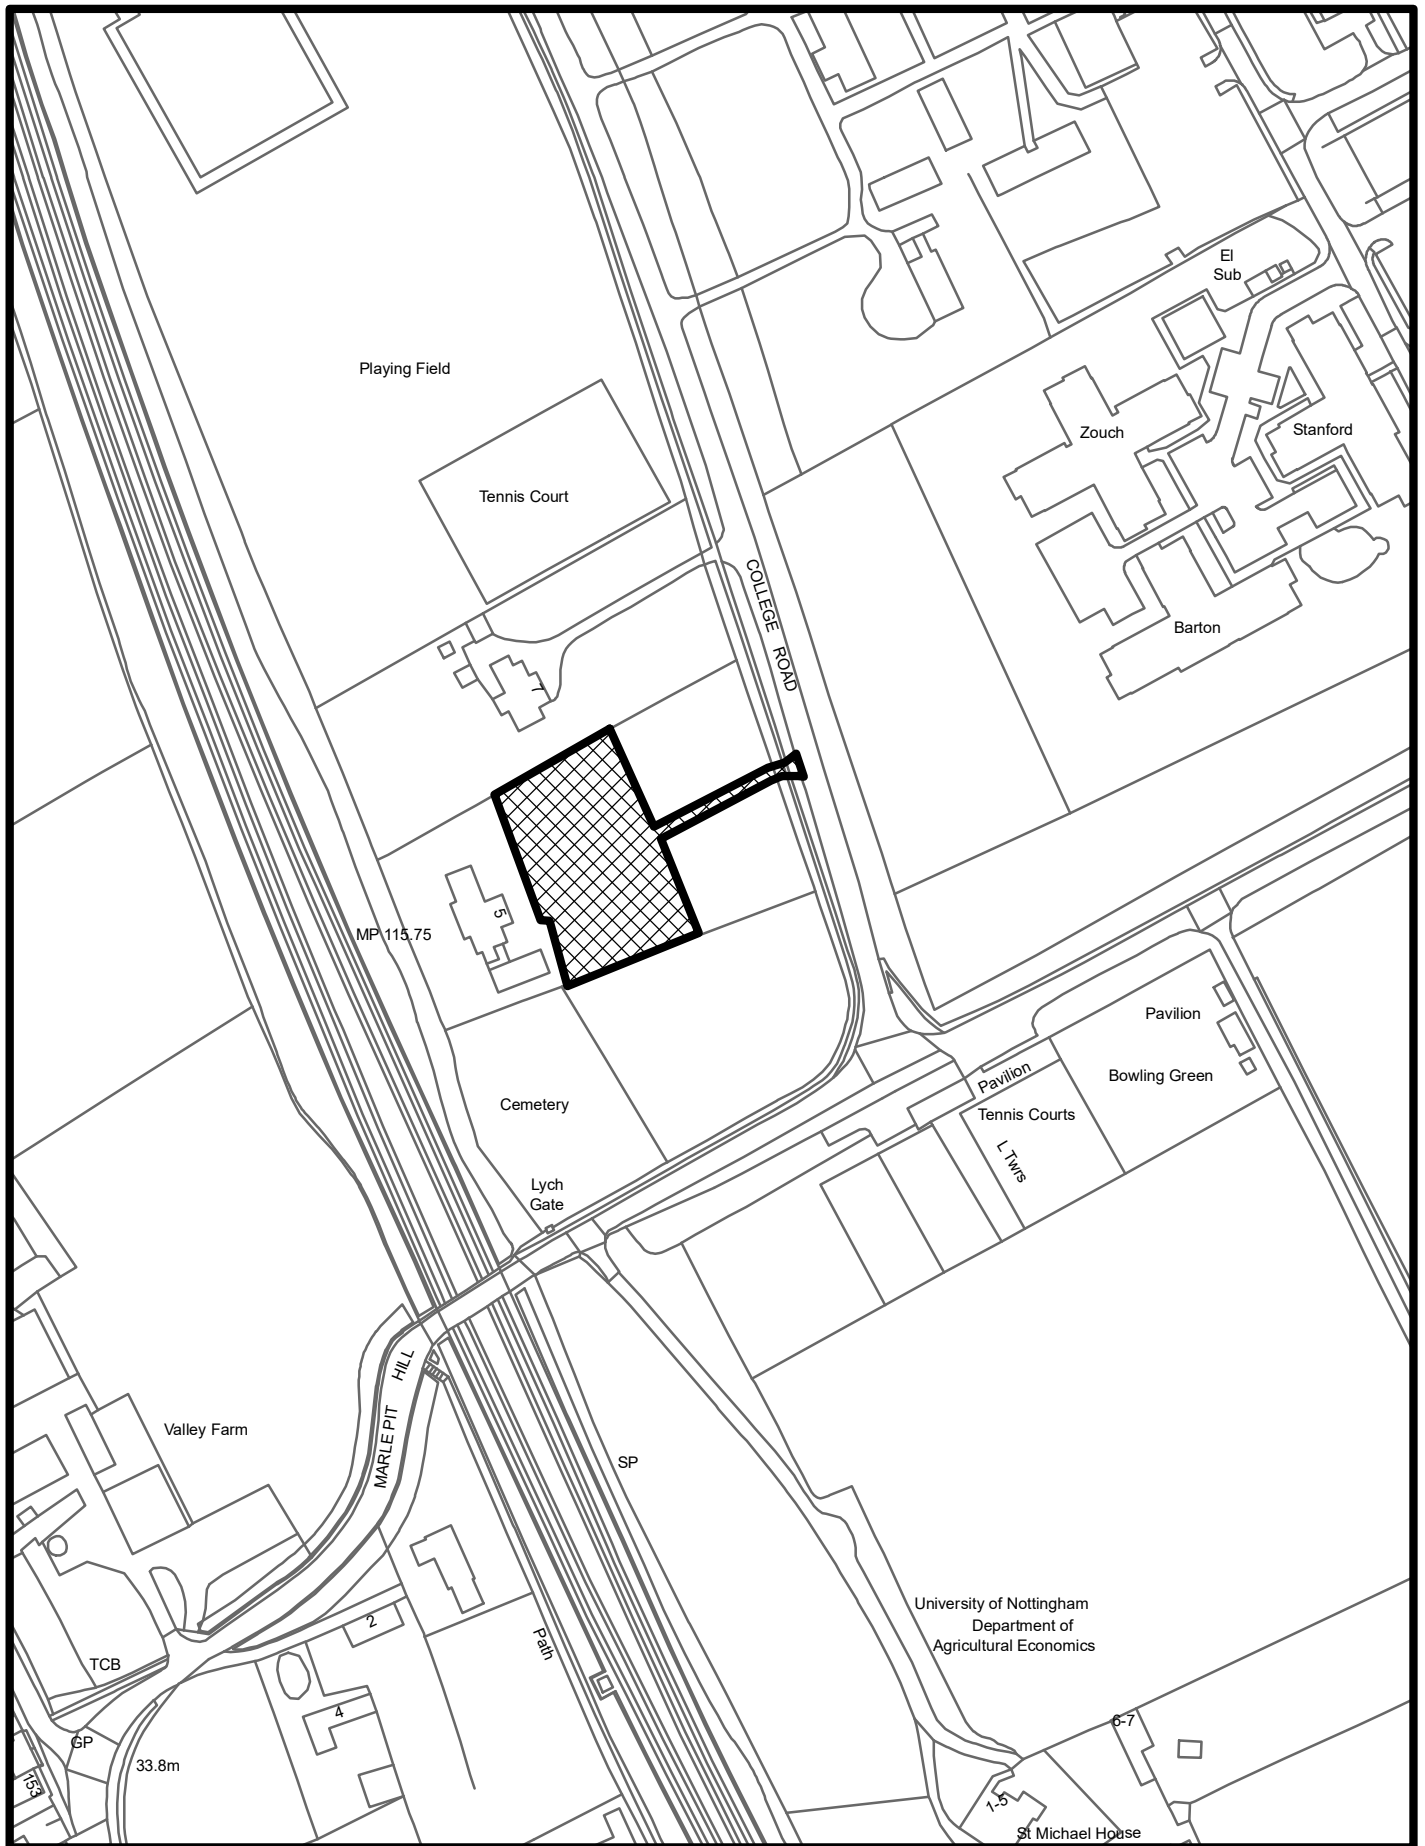 El
Sub
Playing Field
Zouch
Stanford
Tennis Court
COLLEGE ROAD
Barton
7
5
MP 115.75
Pavilion
Bowling Green
Pavilion
Tennis Courts
Cemetery
L Twrs
Lych
Gate
MARLE PIT HILL
Valley Farm
SP
University of Nottingham
Department of
Agricultural Economics
2
Path
TCB
4
6-7
GP
33.8m
153
1-5
St Michael House